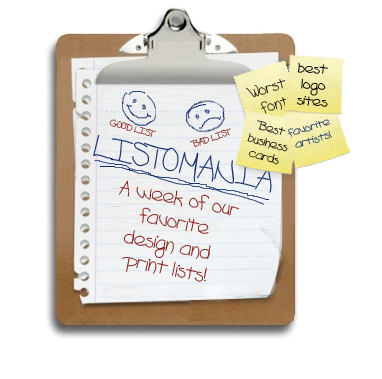 GOOD LIST
BAD LIST
LISTOMANIA
A week of our
favorite
design and
print lists!
Worst
font
best
logo
sites
Best
business
cards
favorite
artists!